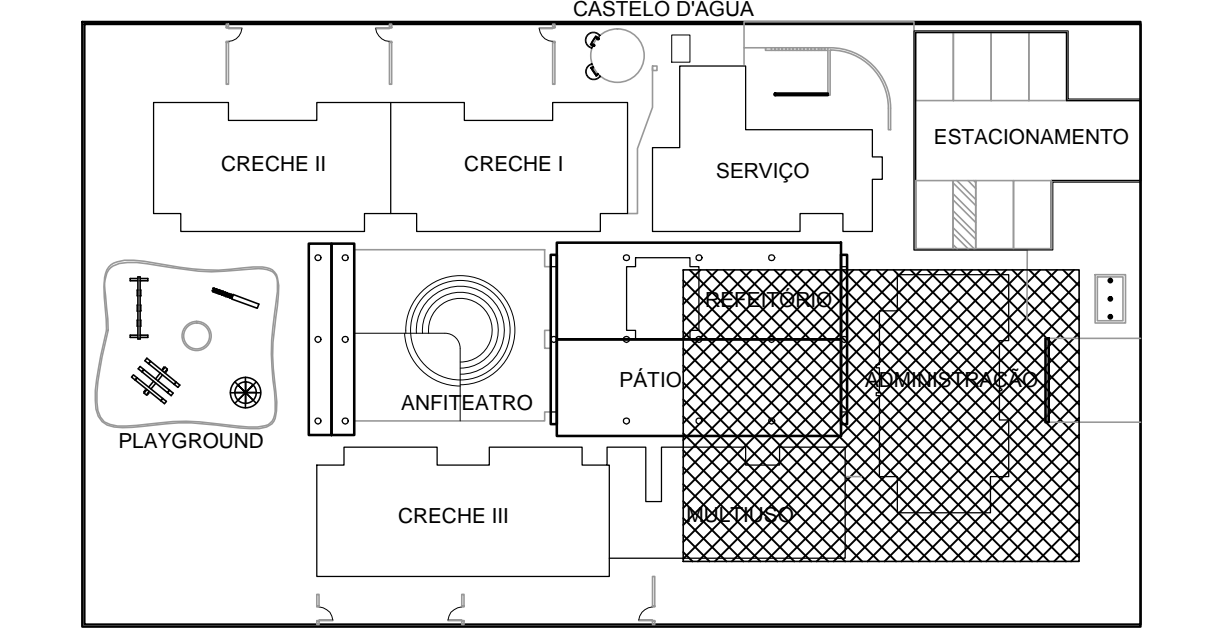 CASTELO D'AGUA
ESTACIONAMENTO
CRECHE II
CRECHE I
SERVIÇO
REFEITÓRIO
PÁTIO
ADMINISTRAÇÃO
ANFITEATRO
PLAYGROUND
CRECHE III
MULTIUSO